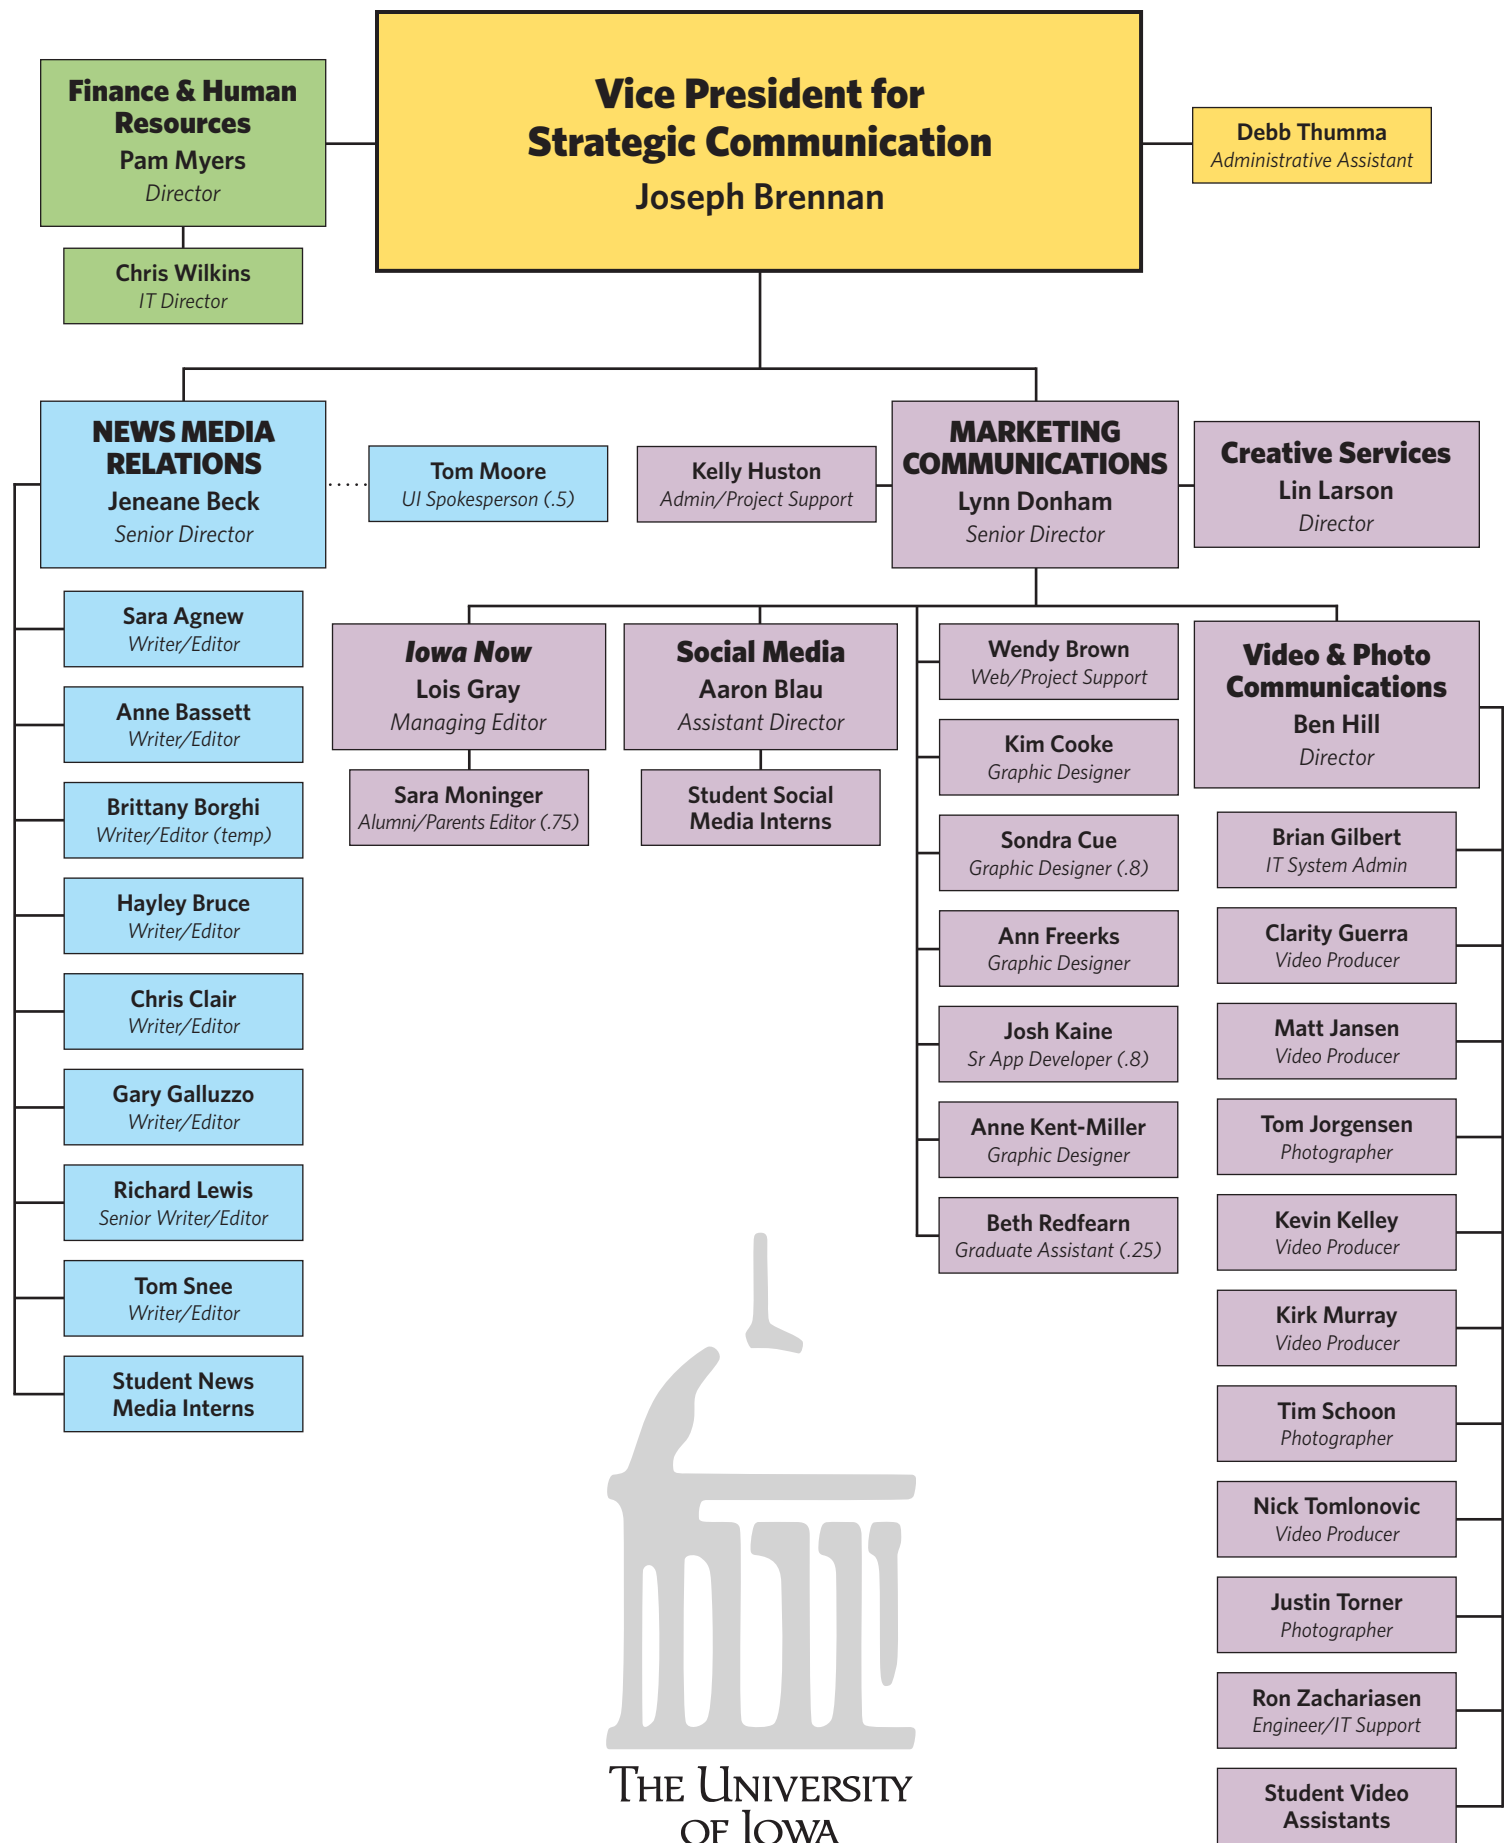 Vice President for
Strategic Communication
Joseph Brennan
Finance & Human
Resources
Pam Myers
Director
Chris Wilkins
IT Director
Debb Thumma
Administrative Assistant
NEWS MEDIA
RELATIONS
Jeneane Beck
Senior Director
Tom Moore
UI Spokesperson (.5)
Kelly Huston
Admin/Project Support
MARKETING
COMMUNICATIONS
Lynn Donham
Senior Director
Creative Services
Lin Larson
Director
Sara Agnew
Writer/Editor
Anne Bassett
Writer/Editor
Brittany Borghi
Writer/Editor (temp)
Hayley Bruce
Writer/Editor
Chris Clair
Writer/Editor
Gary Galluzzo
Writer/Editor
Richard Lewis
Senior Writer/Editor
Tom Snee
Writer/Editor
Student News
Media Interns
Iowa Now
Lois Gray
Managing Editor
Sara Moninger
Alumni/Parents Editor (.75)
Social Media
Aaron Blau
Assistant Director
Student Social
Media Interns
Wendy Brown
Web/Project Support
Kim Cooke
Graphic Designer
Sondra Cue
Graphic Designer (.8)
Ann Freerks
Graphic Designer
Josh Kaine
Sr App Developer (.8)
Anne Kent-Miller
Graphic Designer
Beth Redfearn
Graduate Assistant (.25)
Video & Photo
Communications
Ben Hill
Director
Brian Gilbert
IT System Admin
Clarity Guerra
Video Producer
Matt Jansen
Video Producer
Tom Jorgensen
Photographer
Kevin Kelley
Video Producer
Kirk Murray
Video Producer
Tim Schoon
Photographer
Nick Tomlonovic
Video Producer
Justin Torner
Photographer
Ron Zachariasen
Engineer/IT Support
Student Video
Assistants
THE UNIVERSITY
OF IOWA